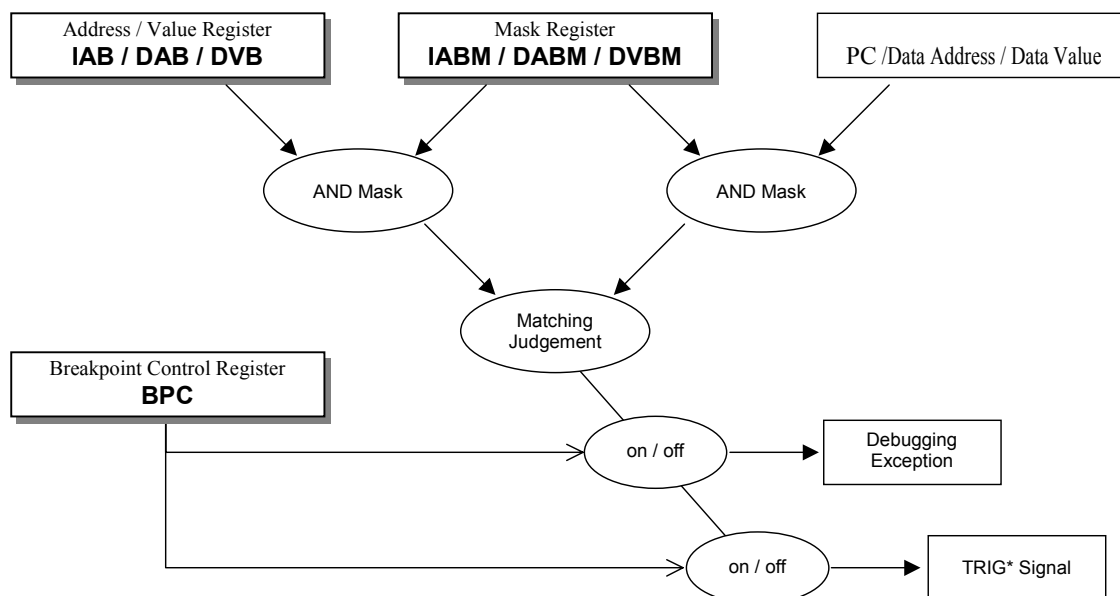 Address / Value Register
IAB / DAB / DVB
Mask Register
IABM / DABM / DVBM
PC /Data Address / Data Value
AND Mask
AND Mask
Matching
Judgement
Breakpoint Control Register
BPC
on / off
Debugging
Exception
on / off
TRIG* Signal